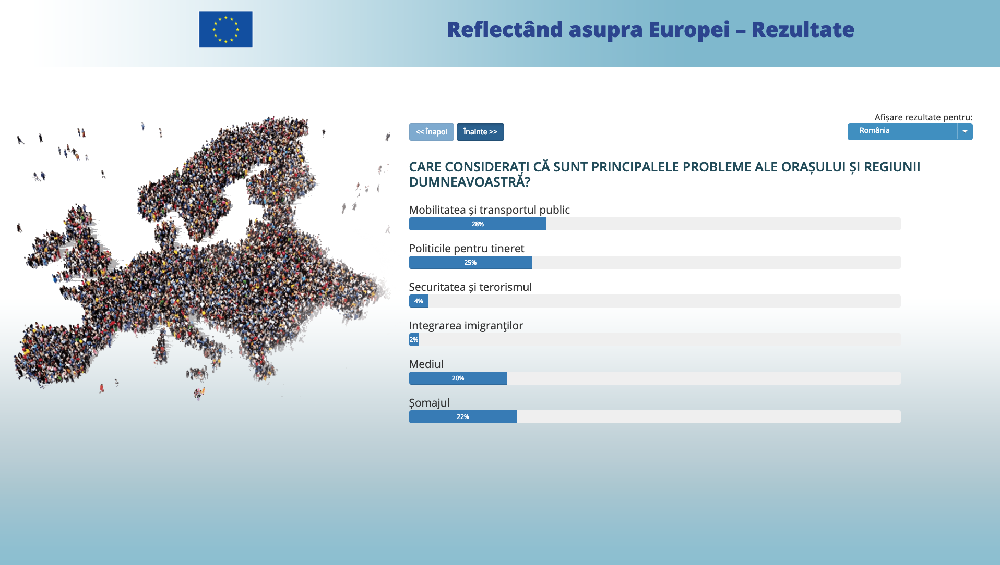 Reflectând asupra Europei – Rezultate
Afișare rezultate pentru:
<< Înapoi
Înainte >>
România
CARE CONSIDERAȚI CĂ SUNT PRINCIPALELE PROBLEME ALE ORAȘULUI ȘI REGIUNII
DUMNEAVOASTRĂ?
Mobilitatea și transportul public
28%
Politicile pentru tineret
25%
Securitatea și terorismul
4%
Integrarea imigranților
2%
Mediul
20%
Șomajul
22%